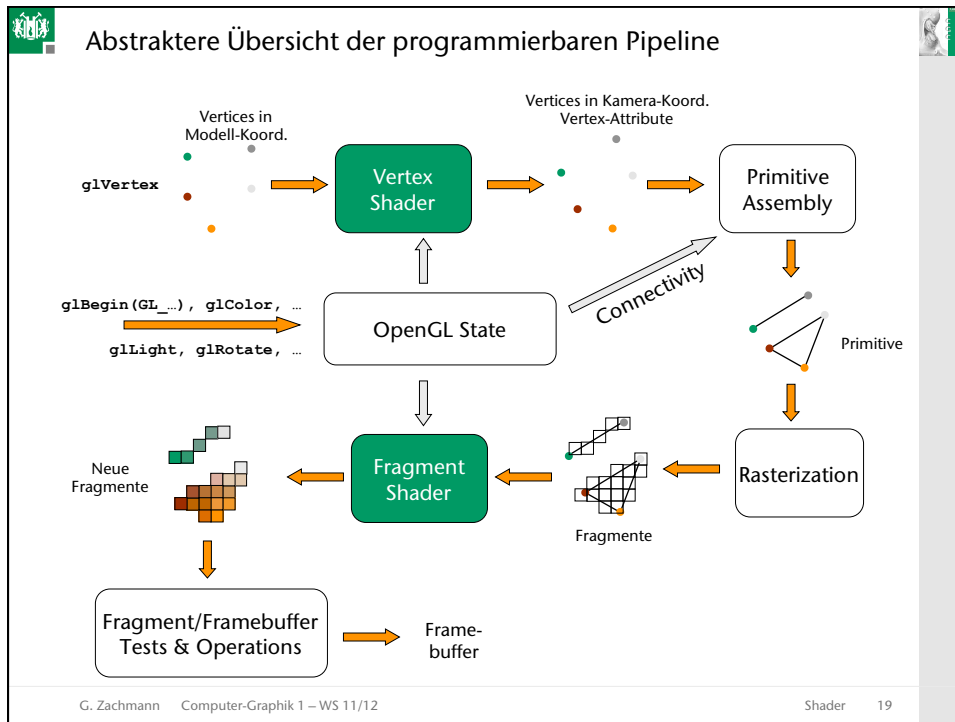 Abstraktere Übersicht der programmierbaren Pipeline
Vertices in
Modell-Koord.
Vertices in Kamera-Koord.
Vertex-Attribute
glVertex
Vertex
Shader
Primitive
Assembly
glBegin(GL_…), glColor, …
glLight, glRotate, …
OpenGL State
Connectivity
Primitive
Neue
Fragmente
Fragment
Shader
Fragmente
Rasterization
Fragment/Framebuffer
Tests & Operations
Frame-
buffer
G. Zachmann Computer-Graphik 1 – WS 11/12
Shader 19